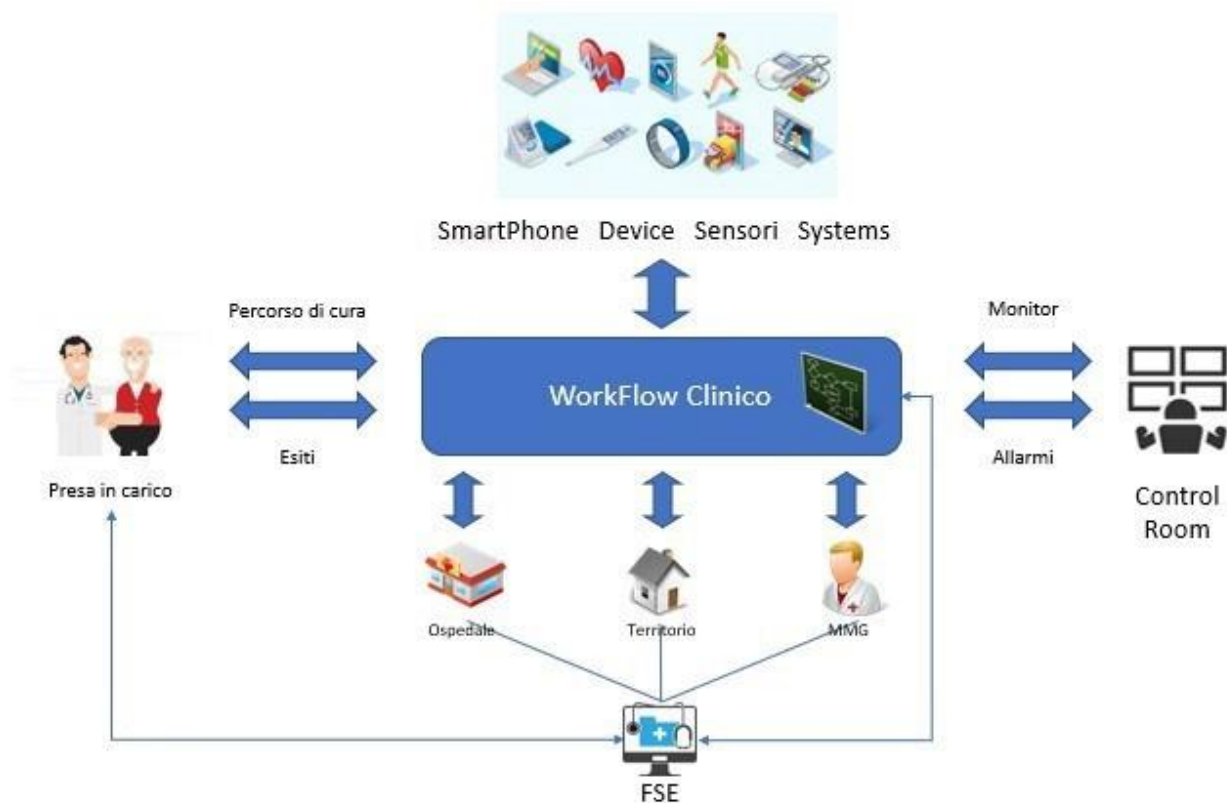 SmartPhone Device Sensori Systems
Percorso di cura
Monitor
WorkFlow Clinico
Esiti
Allarmi
Presa in carico
Control
Room
Ospedale
Territorio
MMG
FSE